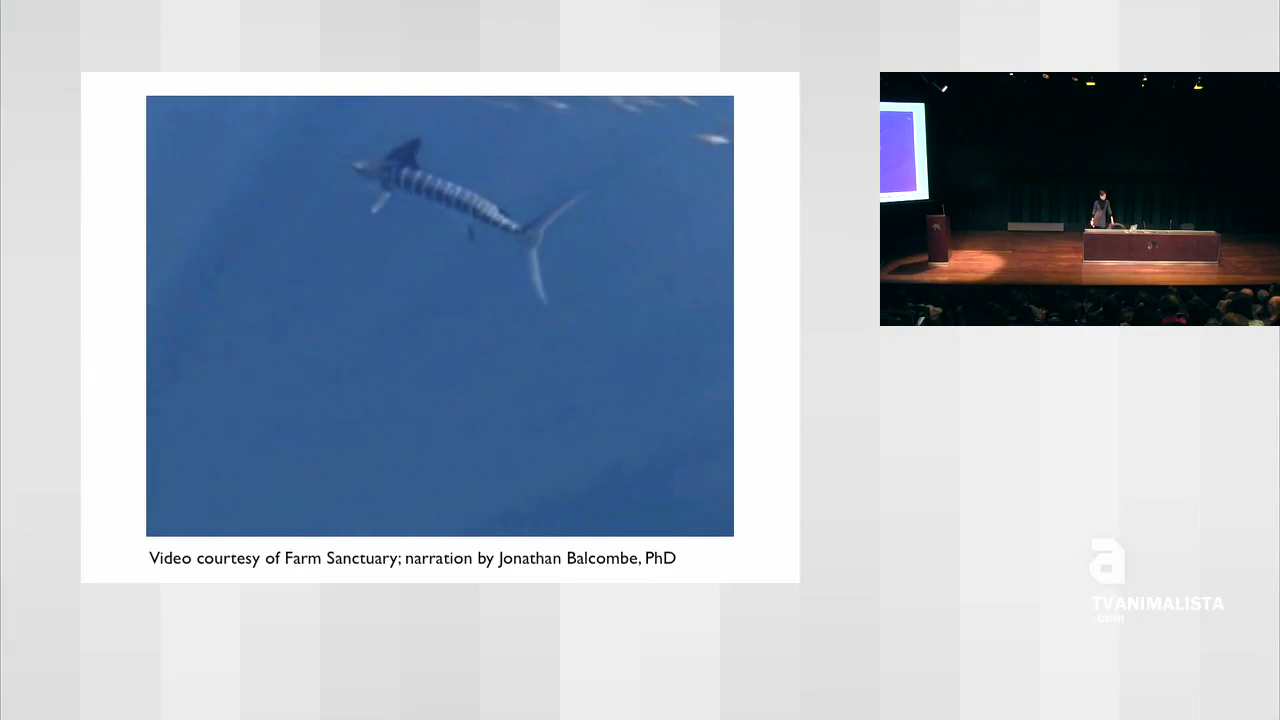 Video courtesy of Farm Sanctuary; narration by Jonathan Balcombe, PhD
a
TVANIMALISTA
.com